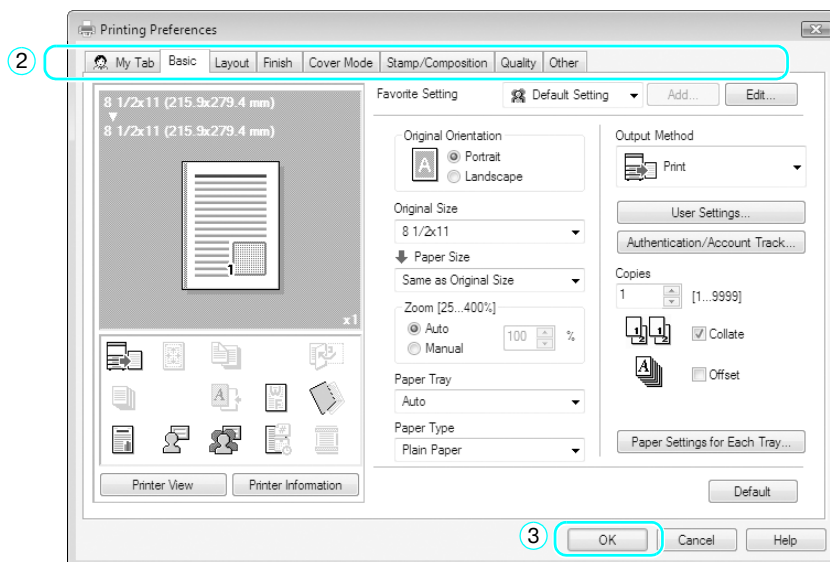 Printing Preferences
②
My Tab Basic Layout Finish Cover Mode Stamp/Composition Quality Other
8 1/2x11 (215.9x279.4 mm)
8 1/2x11 (215.9x279.4 mm)
1
x1
Printer View Printer Information
Favorite Setting Default Setting Add... Edit...
Original Orientation
A Portrait
Landscape
Original Size
8 1/2x11
Paper Size
Same as Original Size
Zoom [25...400%]
Auto
Manual
100 %
Paper Tray
Auto
Paper Type
Plain Paper
Output Method
Print
User Settings...
Authentication/Account Track...
Copies
1 [1...9999]
1 2 1 2 Collate
A Offset
Paper Settings for Each Tray...
Default
③ OK Cancel Help